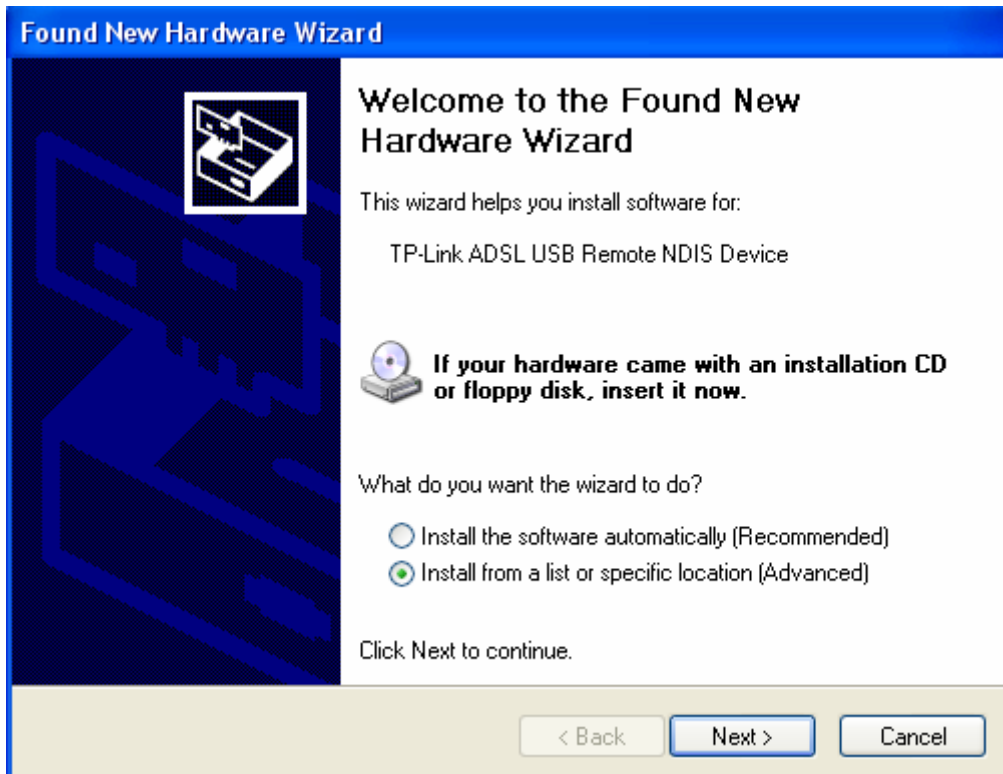 Found New Hardware Wizard
Welcome to the Found New
Hardware Wizard
This wizard helps you install software for:
TP-Link ADSL USB Remote NDIS Device
If your hardware came with an installation CD
or floppy disk, insert it now.
What do you want the wizard to do?
Install the software automatically (Recommended)
Install from a list or specific location (Advanced)
Click Next to continue.
< Back
Next >
Cancel